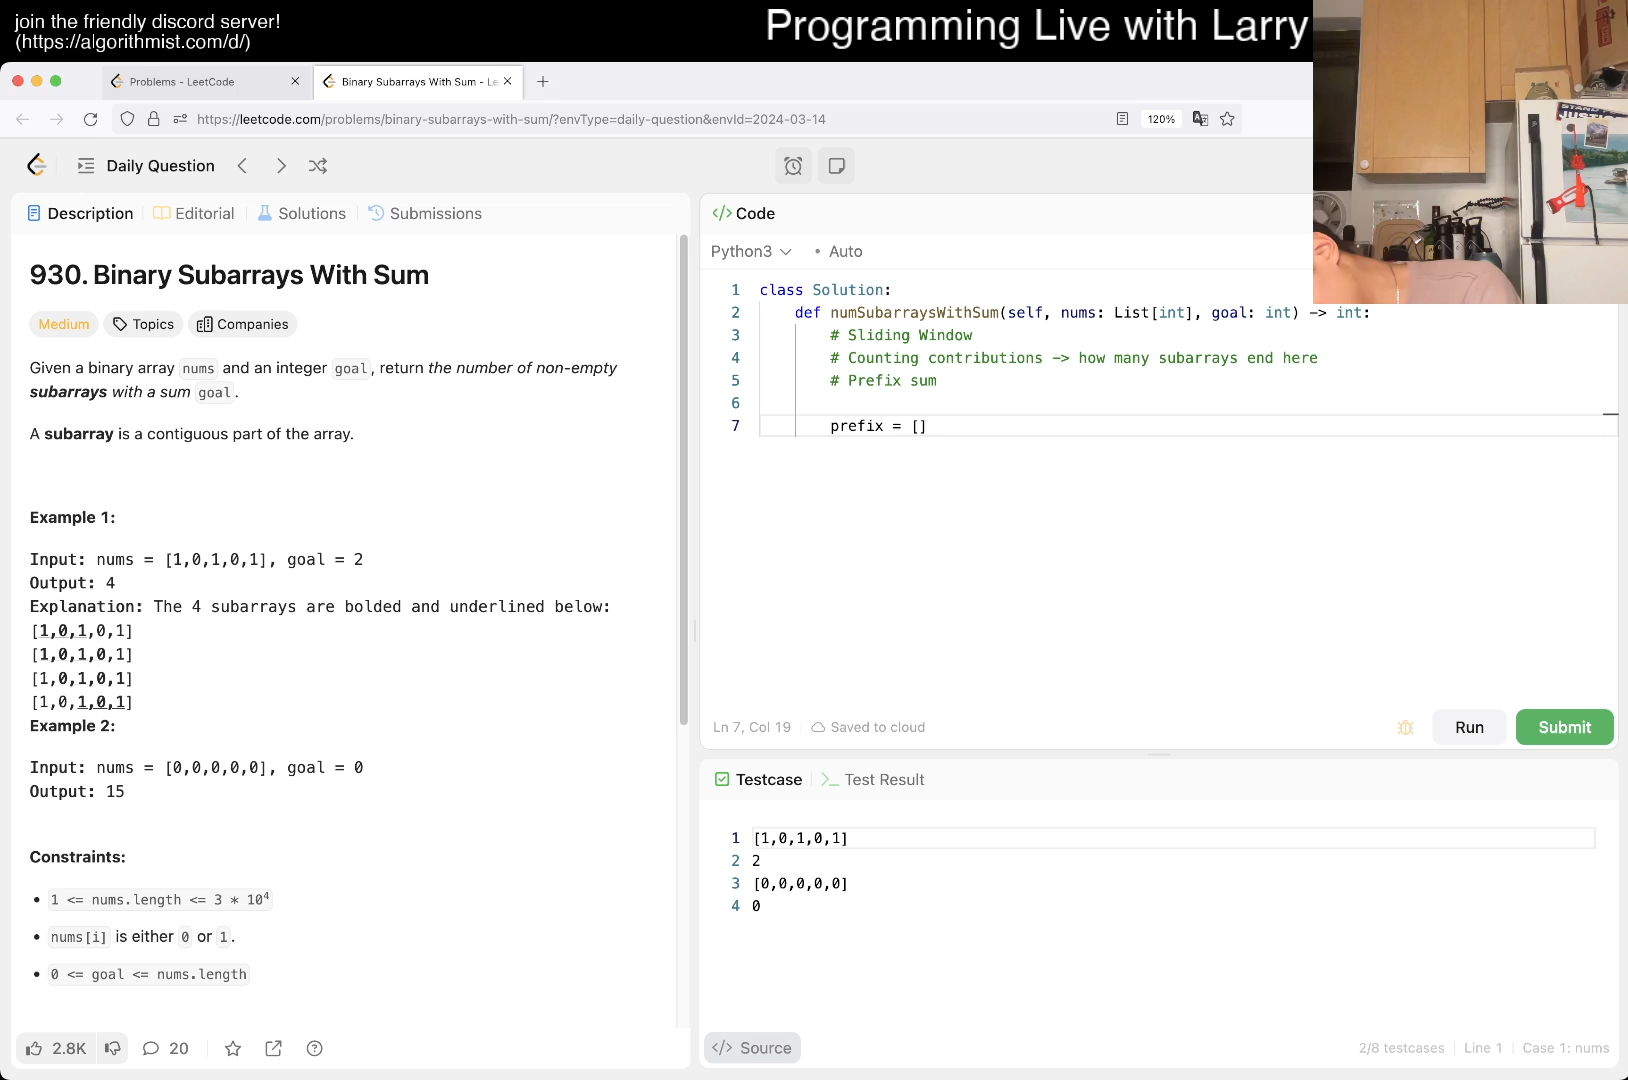 join the friendly discord server!
(https://algorithmist.com/d/)
Programming Live with Larry
Problems - LeetCode
Binary Subarrays With Sum - Le
https://leetcode.com/problems/binary-subarrays-with-sum/?envType=daily-question&envId=2024-03-14
120%
Daily Question
Description
Editorial
Solutions
Submissions
930. Binary Subarrays With Sum
Medium
Topics
Companies
Given a binary array nums and an integer goal, return the number of non-empty
subarrays with a sum goal.
A subarray is a contiguous part of the array.
Example 1:
Input: nums = [1,0,1,0,1], goal = 2
Output: 4
Explanation: The 4 subarrays are bolded and underlined below:
[1,0,1,0,1]
[1,0,1,0,1]
[1,0,1,0,1]
[1,0,1,0,1]
Example 2:
Input: nums = [0,0,0,0,0], goal = 0
Output: 15
Constraints:
• 1 <= nums.length <= 3 * 10⁴
• nums[i] is either 0 or 1.
• 0 <= goal <= nums.length
2.8K
20
</> Code
Python3
• Auto
1 class Solution:
2 def numSubarraysWithSum(self, nums: List[int], goal: int) -> int:
3 # Sliding Window
4 # Counting contributions -> how many subarrays end here
5 # Prefix sum
6
7 prefix = []
Ln 7, Col 19
Saved to cloud
Run
Submit
Testcase
>_ Test Result
1 [1,0,1,0,1]
2 2
3 [0,0,0,0,0]
4 0
</> Source
2/8 testcases
Line 1
Case 1: nums